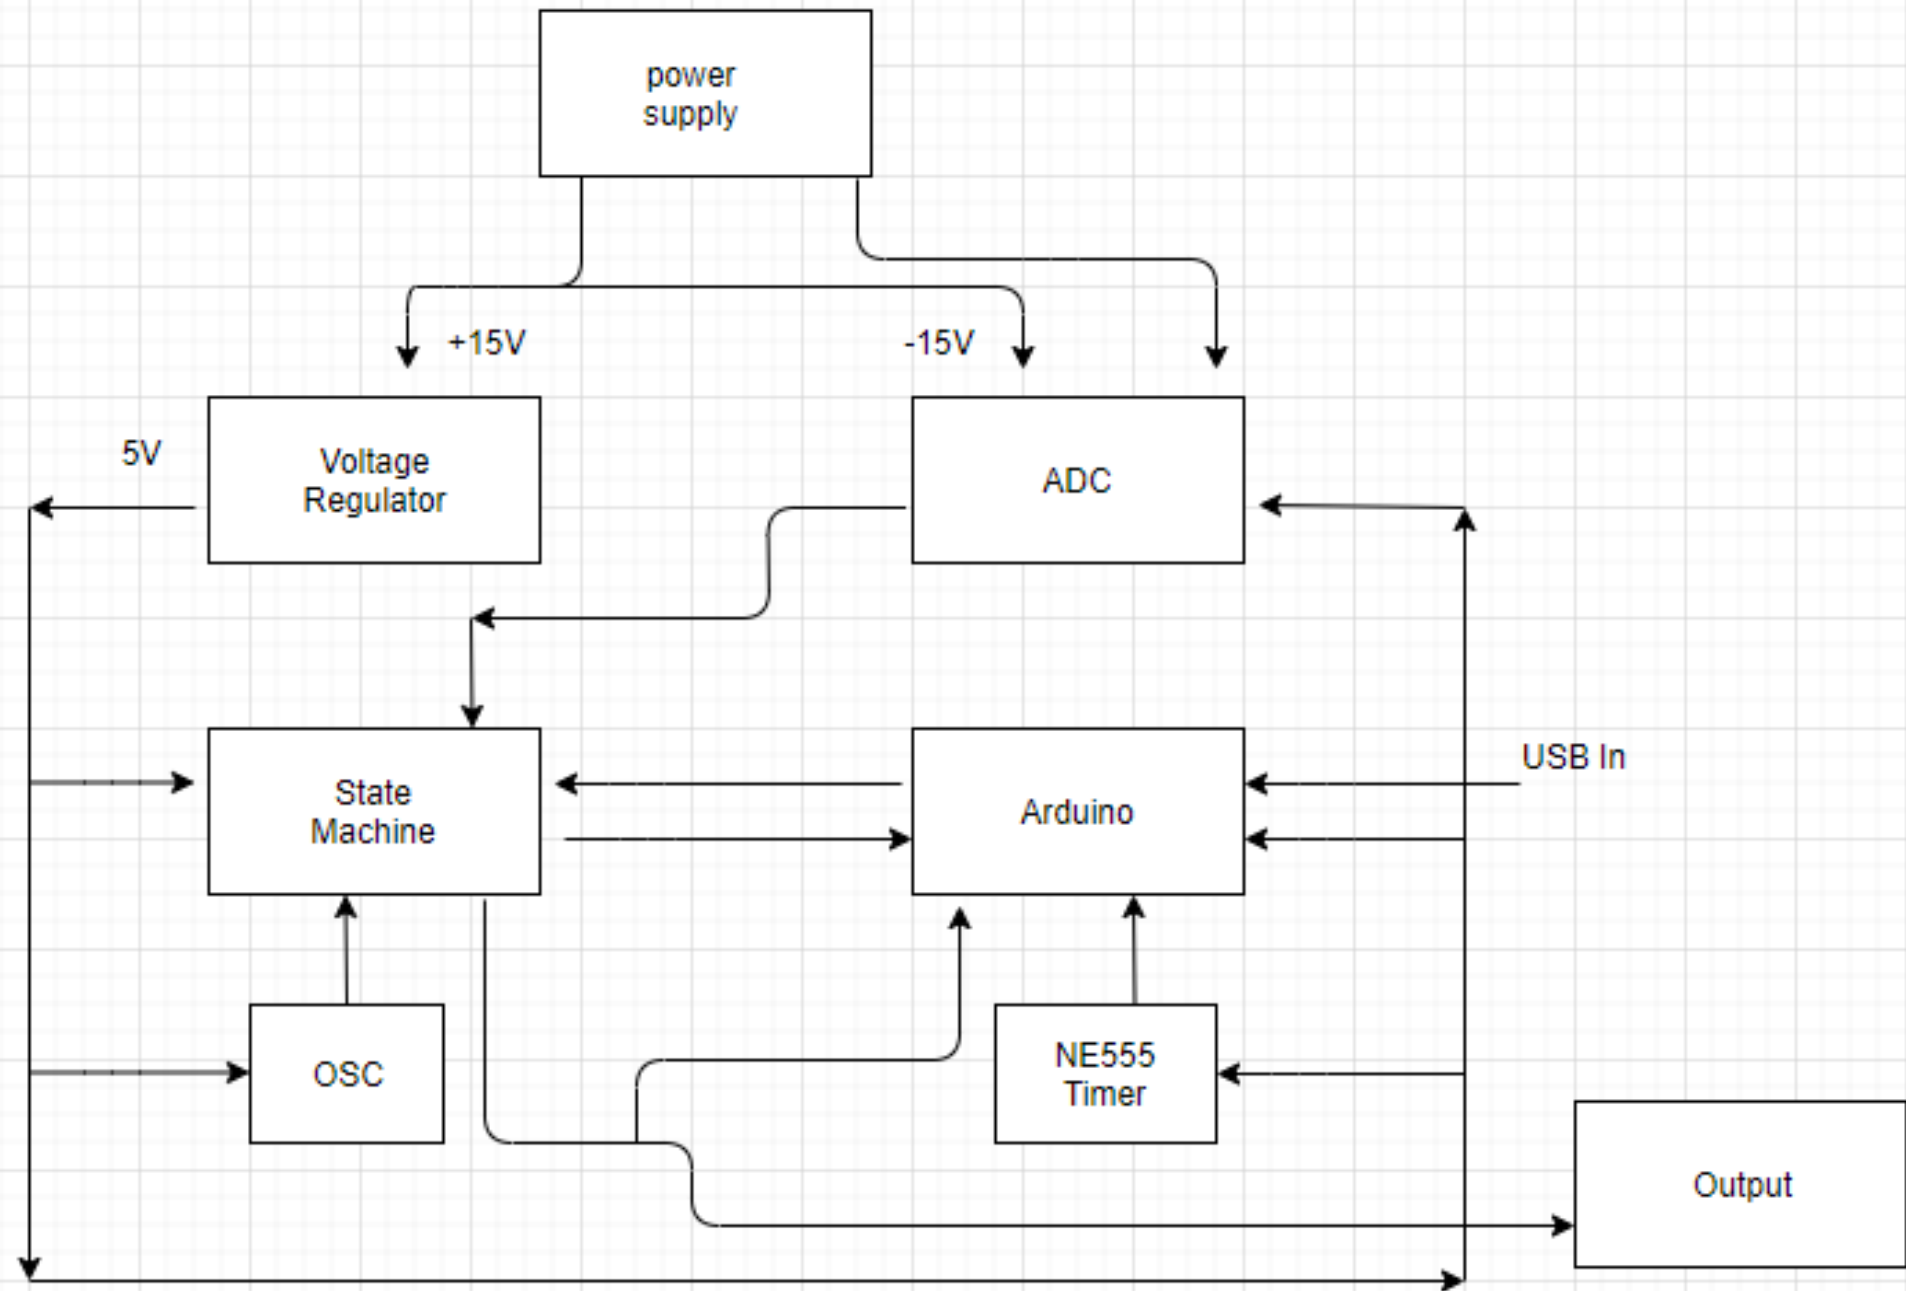 power
supply
+15V
-15V
5V
Voltage
Regulator
ADC
USB In
State
Machine
Arduino
OSC
NE555
Timer
Output